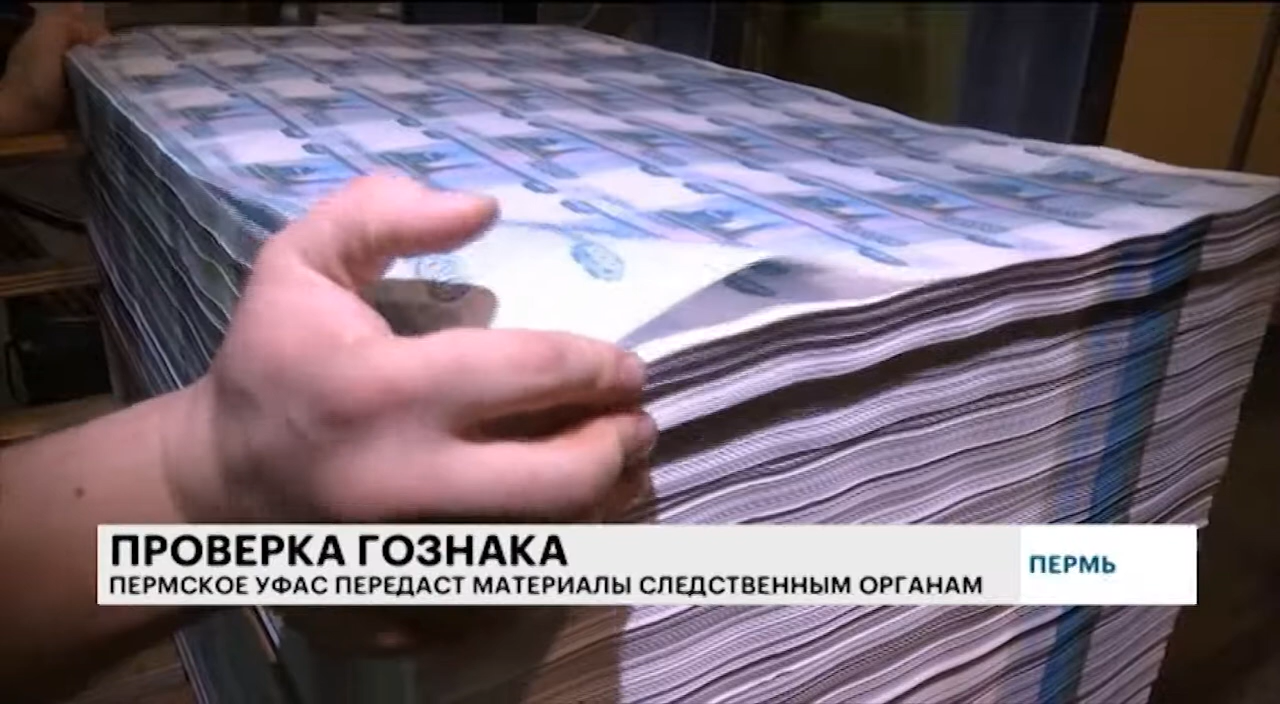 ПРОВЕРКА ГОЗНАКА
ПЕРМСКОЕ УФАС ПЕРЕДАСТ МАТЕРИАЛЫ СЛЕДСТВЕННЫМ ОРГАНАМ
ПЕРМЬ